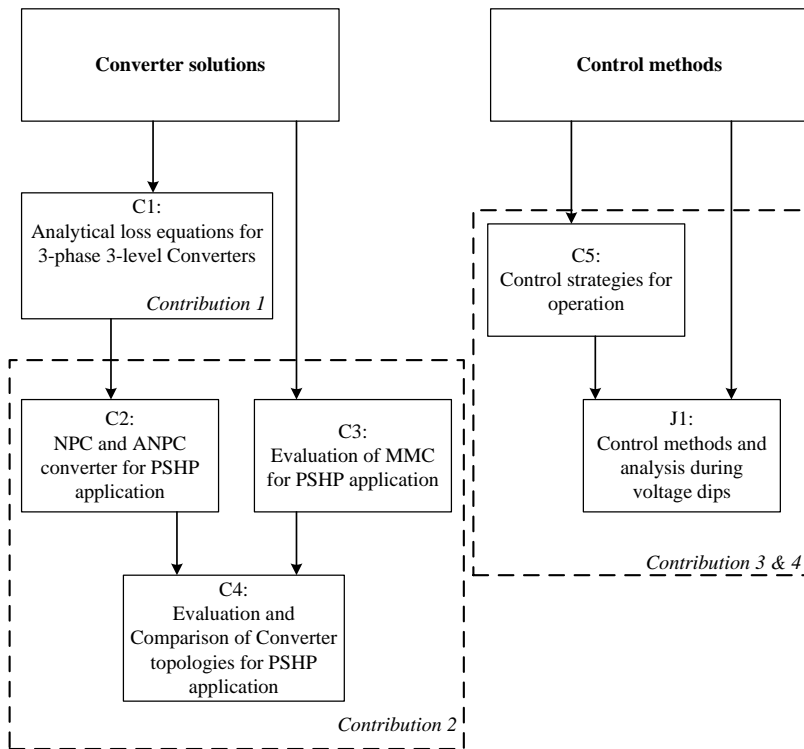 Converter solutions
Control methods
C1:
Analytical loss equations for
3-phase 3-level Converters
Contribution 1
C5:
Control strategies for
operation
C2:
NPC and ANPC
converter for PSHP
application
C3:
Evaluation of MMC
for PSHP application
J1:
Control methods and
analysis during
voltage dips
Contribution 3 & 4
C4:
Evaluation and
Comparison of Converter
topologies for PSHP
application
Contribution 2